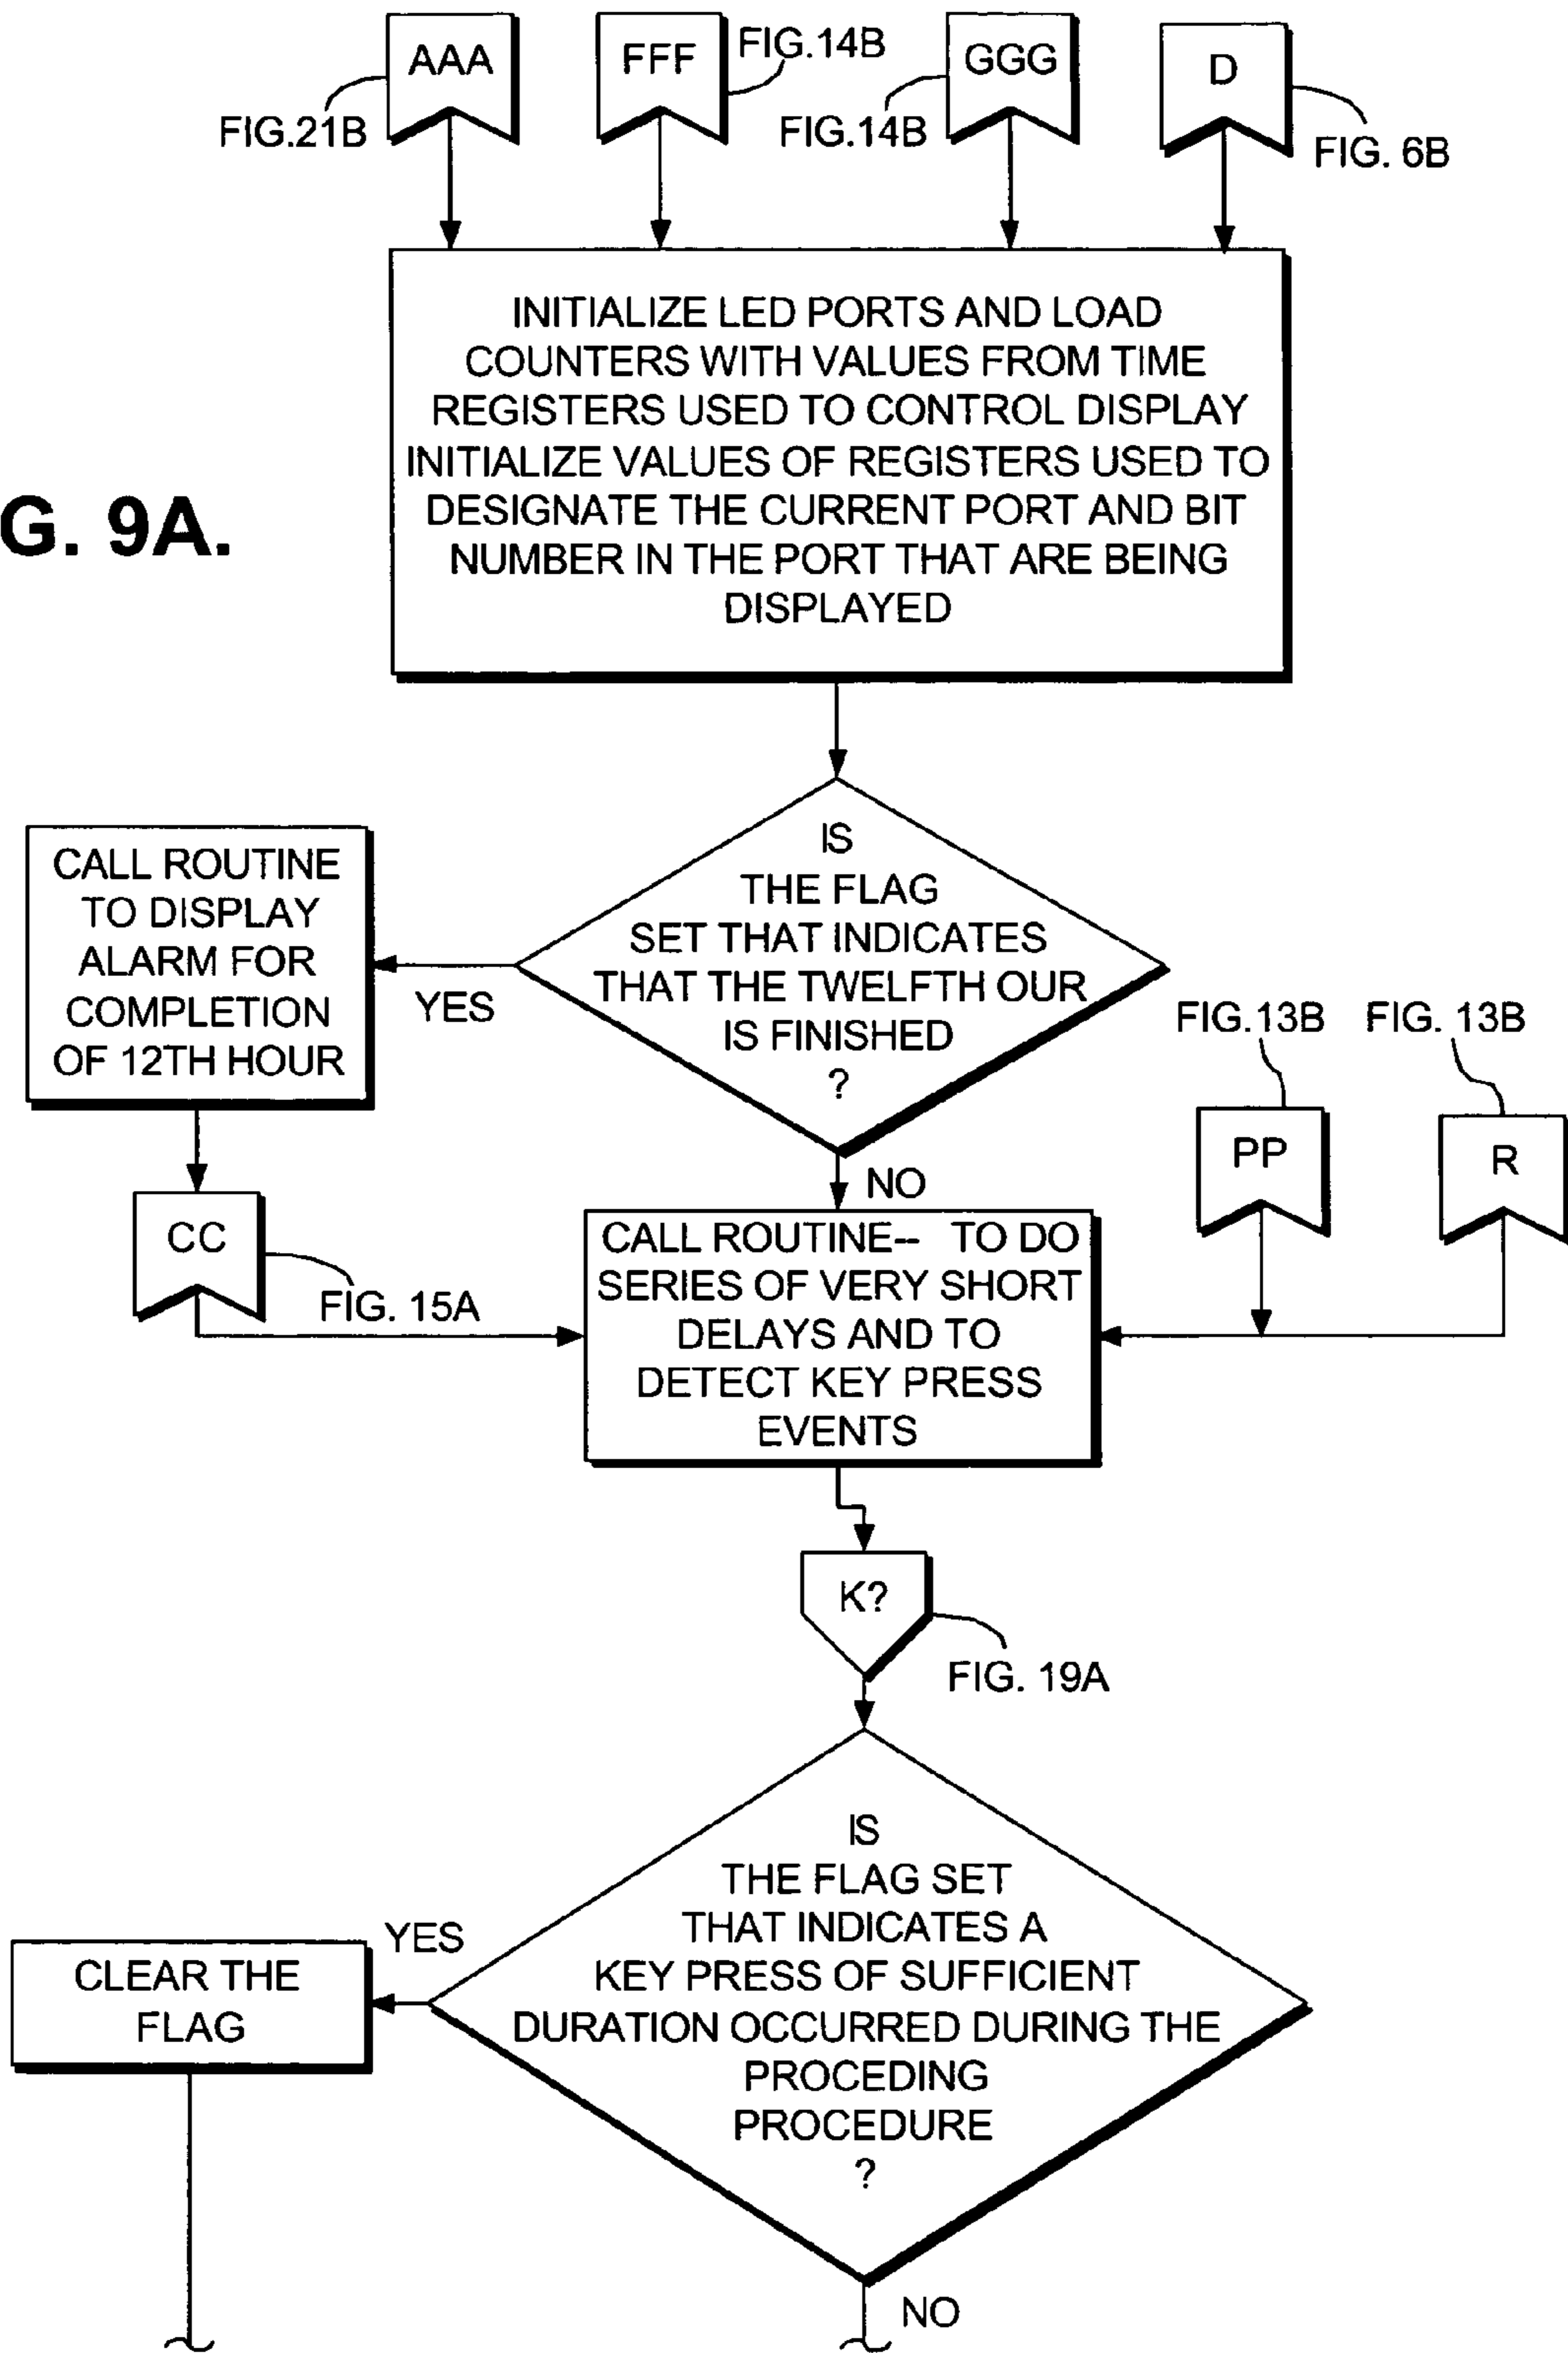 AAA
FFF
FIG.14B
GGG
D
FIG.21B
FIG.14B
FIG. 6B
INITIALIZE LED PORTS AND LOAD
COUNTERS WITH VALUES FROM TIME
REGISTERS USED TO CONTROL DISPLAY
INITIALIZE VALUES OF REGISTERS USED TO
DESIGNATE THE CURRENT PORT AND BIT
NUMBER IN THE PORT THAT ARE BEING
DISPLAYED
G. 9A.
IS
THE FLAG
SET THAT INDICATES
THAT THE TWELFTH OUR
IS FINISHED
?
YES
CALL ROUTINE
TO DISPLAY
ALARM FOR
COMPLETION
OF 12TH HOUR
CC
FIG. 15A
NO
FIG.13B
FIG. 13B
PP
R
CALL ROUTINE-- TO DO
SERIES OF VERY SHORT
DELAYS AND TO
DETECT KEY PRESS
EVENTS
K?
FIG. 19A
IS
THE FLAG SET
THAT INDICATES A
KEY PRESS OF SUFFICIENT
DURATION OCCURRED DURING THE
PROCEDING
PROCEDURE
?
YES
CLEAR THE
FLAG
NO